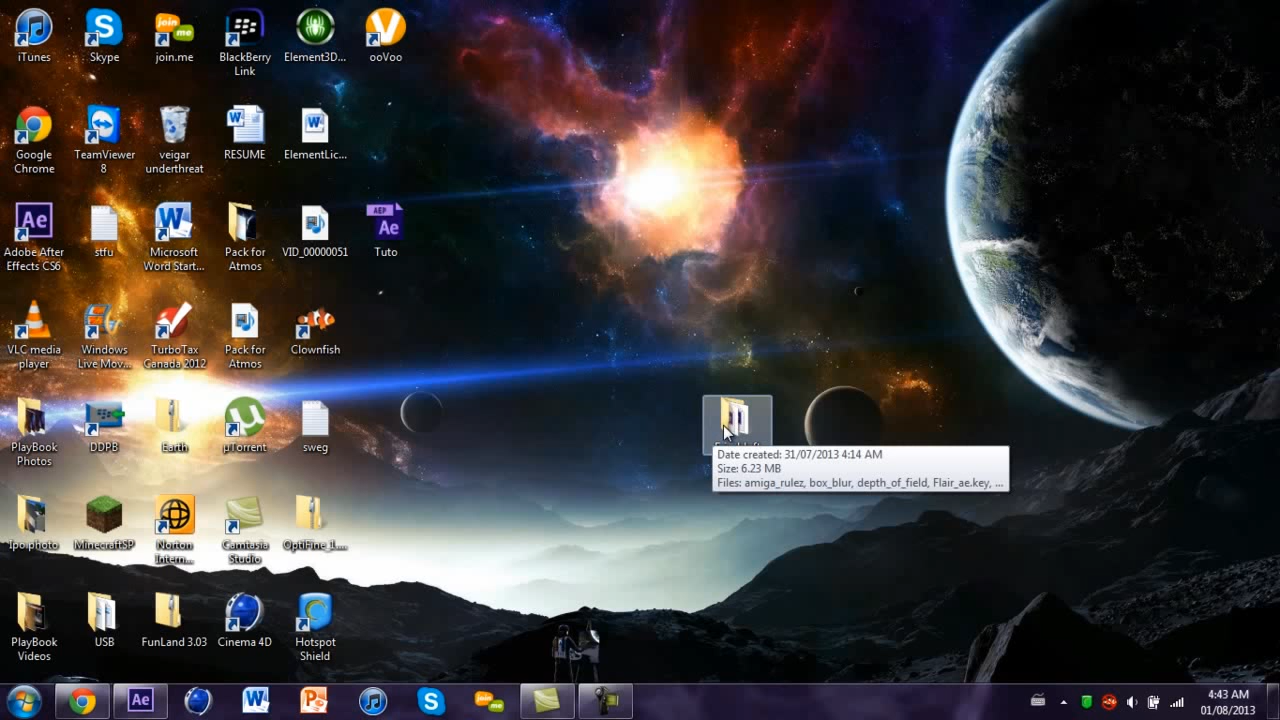 iTunes
Skype
join.me
BlackBerry
Link
Element3D...
ooVoo
Google
Chrome
TeamViewer
8
veigar
underthreat
RESUME
ElementLic...
Adobe After
Effects CS6
stfu
Microsoft
Word Start...
Pack for
Atmos
VID_00000051
Tuto
VLC media
player
Windows
Live Mov...
TurboTax
Canada 2012
Pack for
Atmos
Clownfish
PlayBook
Photos
DDPB
Earth
µTorrent
sweg
Date created: 31/07/2013 4:14 AM
Size: 6.23 MB
Files: amiga_rulez, box_blur, depth_of_field, Flair_ae.key, ...
Ipo photo
MinecraftSP
Norton
Intern...
Camtasia
Studio
OptiFine_1....
PlayBook
Videos
USB
FunLand 3.03
Cinema 4D
Hotspot
Shield
4:43 AM
01/08/2013